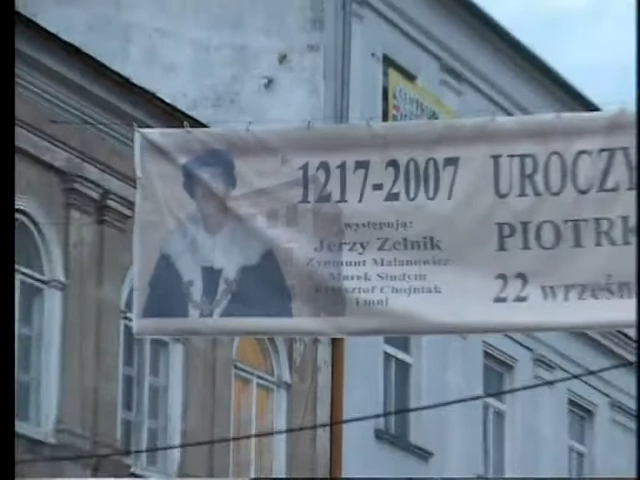 1217-2007
występują:
Jerzy Zelnik
Zygmunt Malanowicz
Marek Siudym
Krzysztof Chojniak
i inni
UROCZY
PIOTRK
22 wrześn